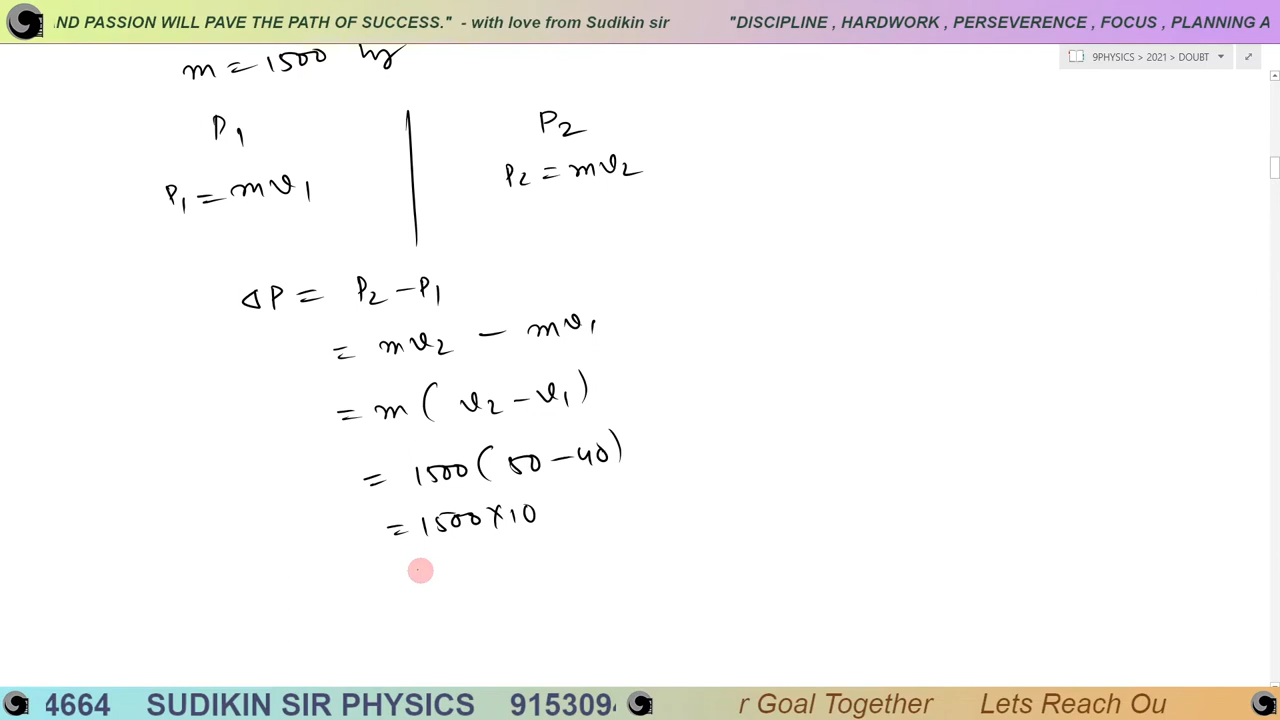 ND PASSION WILL PAVE THE PATH OF SUCCESS." - with love from Sudikin sir "DISCIPLINE , HARDWORK , PERSEVERENCE , FOCUS , PLANNING A
9PHYSICS > 2021 > DOUBT
m = 1500 kg
P1 P2
P1 = mv1 P2 = mv2
ΔP = P2 - P1
= mv2 - mv1
= m ( v2 - v1 )
= 1500 ( 50 - 40 )
= 1500 × 10
4664 SUDIKIN SIR PHYSICS 915309 r Goal Together Lets Reach Ou